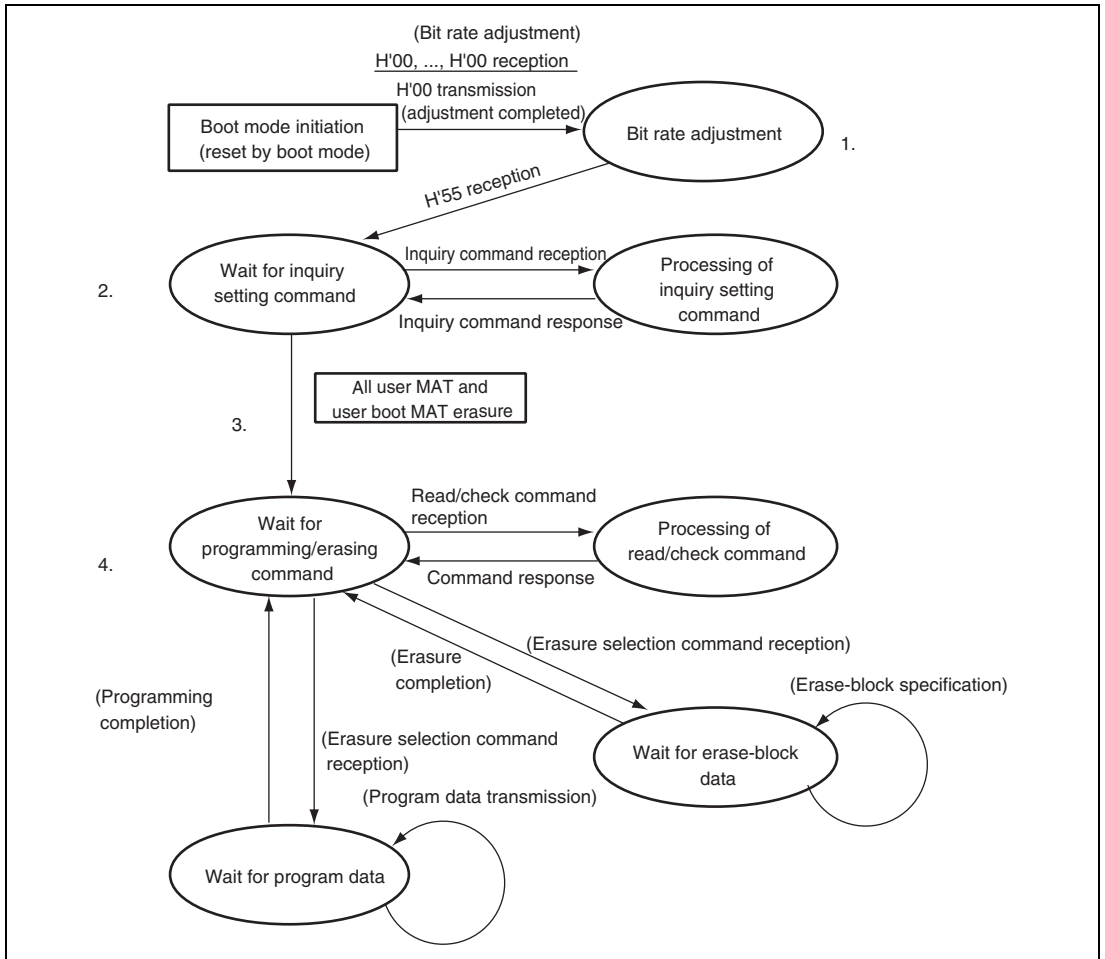 (Bit rate adjustment)
H'00, ..., H'00 reception
H'00 transmission
(adjustment completed)
Boot mode initiation
(reset by boot mode)
Bit rate adjustment
1.
H'55 reception
2.
Wait for inquiry
setting command
Inquiry command reception
Inquiry command response
Processing of
inquiry setting
command
3.
All user MAT and
user boot MAT erasure
4.
Wait for
programming/erasing
command
Read/check command
reception
Command response
Processing of
read/check command
(Erasure selection command reception)
(Erasure
completion)
(Erase-block specification)
(Programming
completion)
(Erasure selection command
reception)
Wait for erase-block
data
(Program data transmission)
Wait for program data